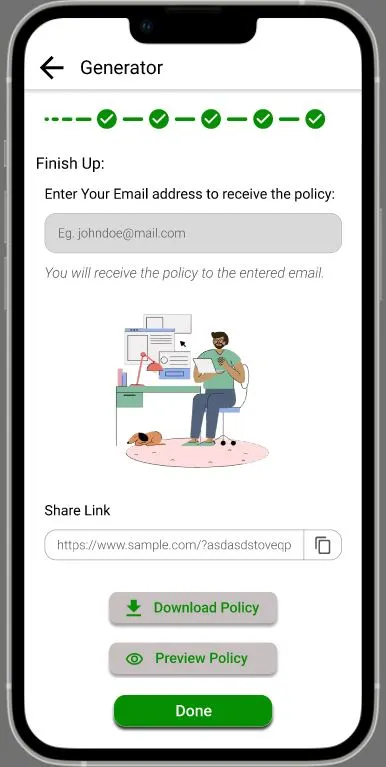 Generator
Finish Up:
Enter Your Email address to receive the policy:
Eg. johndoe@mail.com
You will receive the policy to the entered email.
Share Link
https://www.sample.com/?asdasdstoveqp
Download Policy
Preview Policy
Done